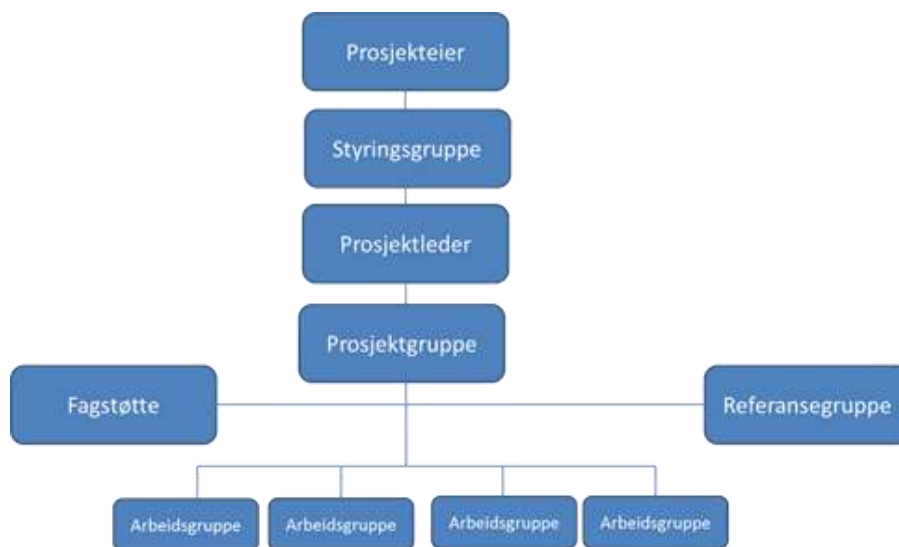 Prosjekteier
Styringsgruppe
Prosjektleder
Prosjektgruppe
Fagstøtte
Referansegruppe
Arbeidsgruppe
Arbeidsgruppe
Arbeidsgruppe
Arbeidsgruppe